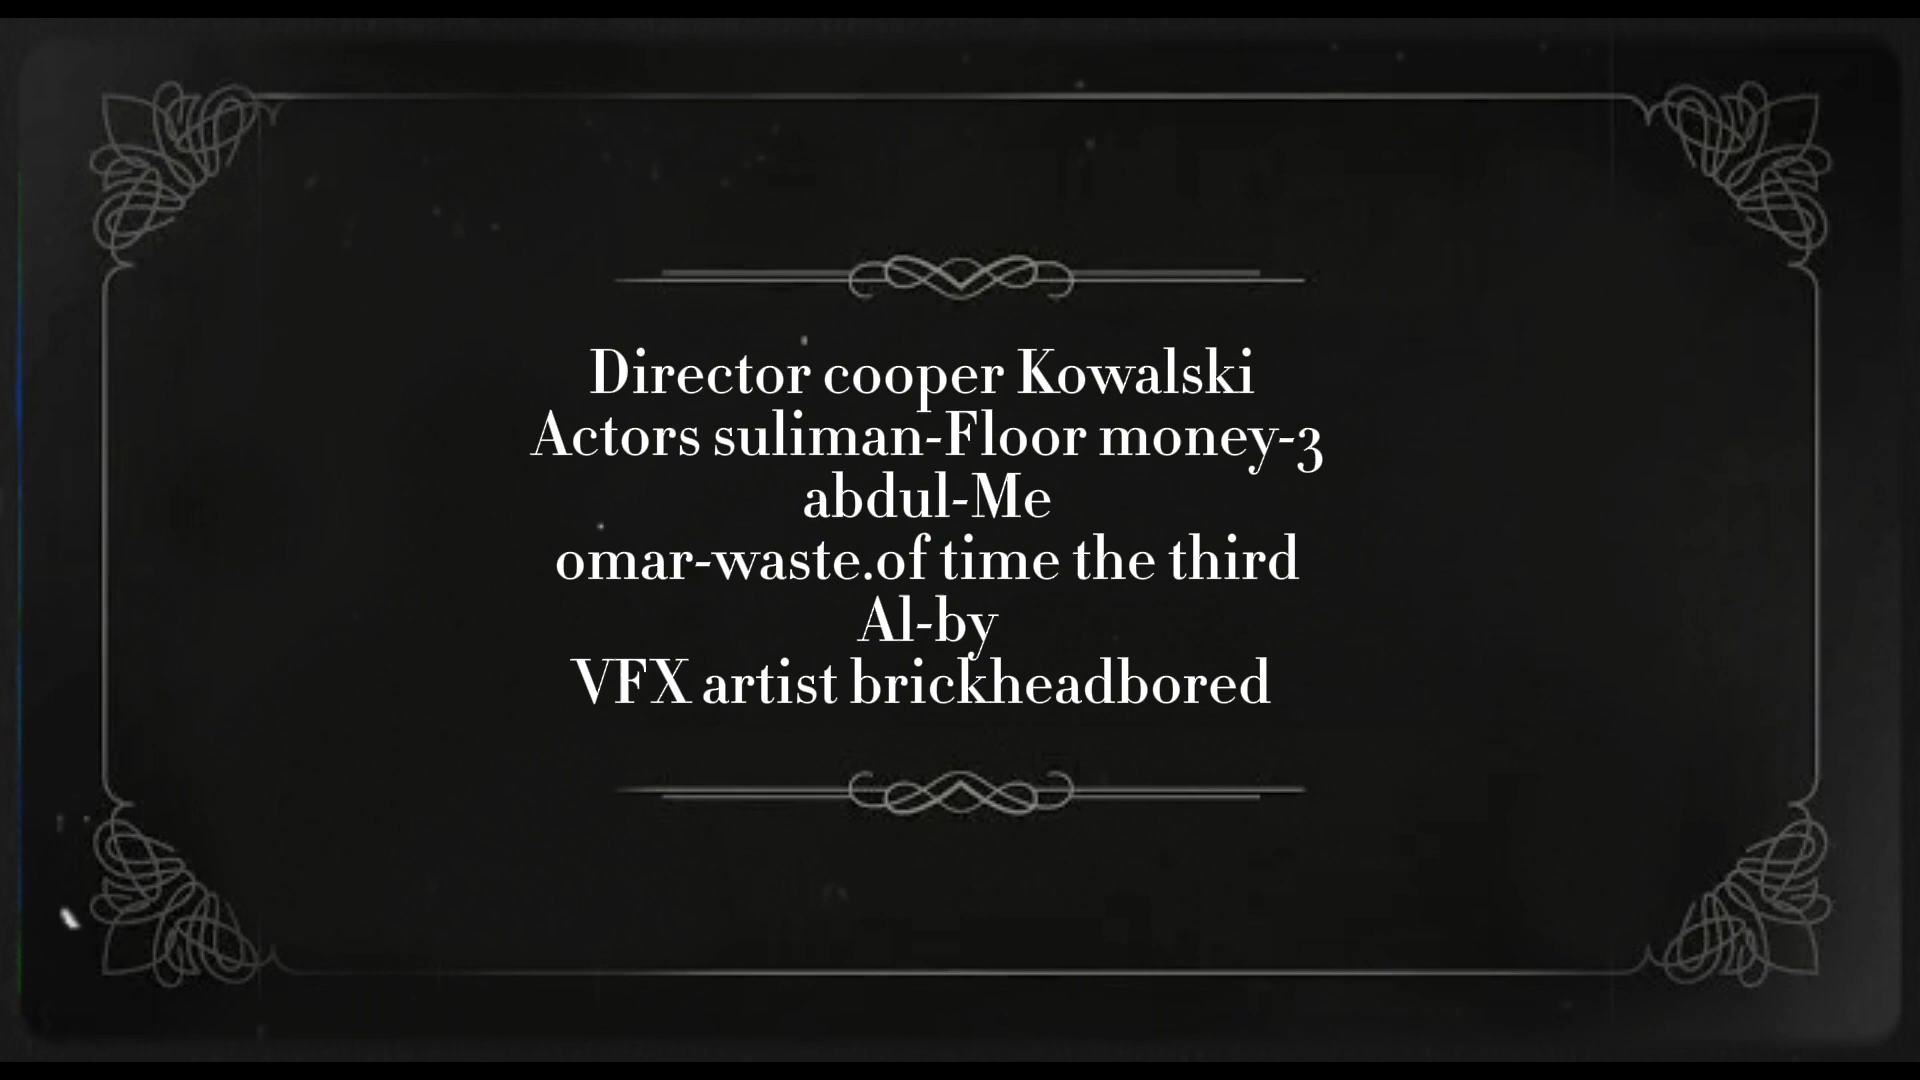 Director cooper Kowalski
Actors suliman-Floor money-3
abdul-Me
omar-waste.of time the third
Al-by
VFX artist brickheadbored